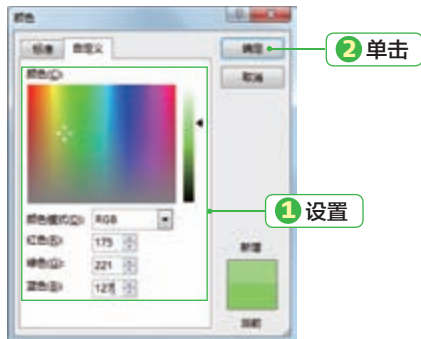 颜色
标准 自定义
确定
取消
颜色(C):
颜色模式(D): RGB
红色(R): 175
绿色(G): 221
蓝色(B): 127
新增
当前
2 单击
1 设置